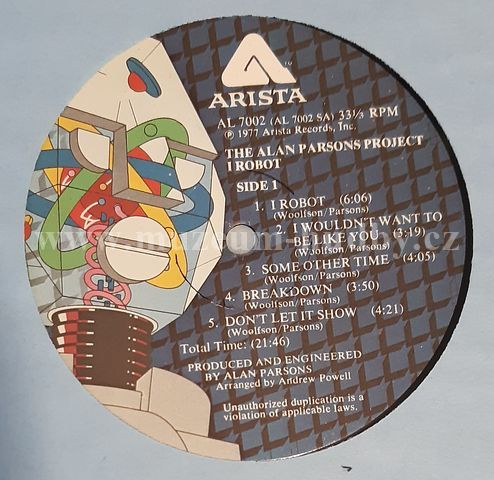 ARISTA
TM
AL 7002 (AL 7002 SA) 33⅓ RPM
℗ 1977 Arista Records, Inc.
THE ALAN PARSONS PROJECT
I ROBOT
SIDE 1
1. I ROBOT (6:06)
(Woolfson/Parsons)
2. I WOULDN'T WANT TO
BE LIKE YOU (3:19)
(Woolfson/Parsons)
3. SOME OTHER TIME (4:05)
(Woolfson/Parsons)
4. BREAKDOWN (3:50)
(Woolfson/Parsons)
5. DON'T LET IT SHOW (4:21)
(Woolfson/Parsons)
Total Time: (21:46)
PRODUCED AND ENGINEERED
BY ALAN PARSONS
Arranged by Andrew Powell
Unauthorized duplication is a
violation of applicable laws.